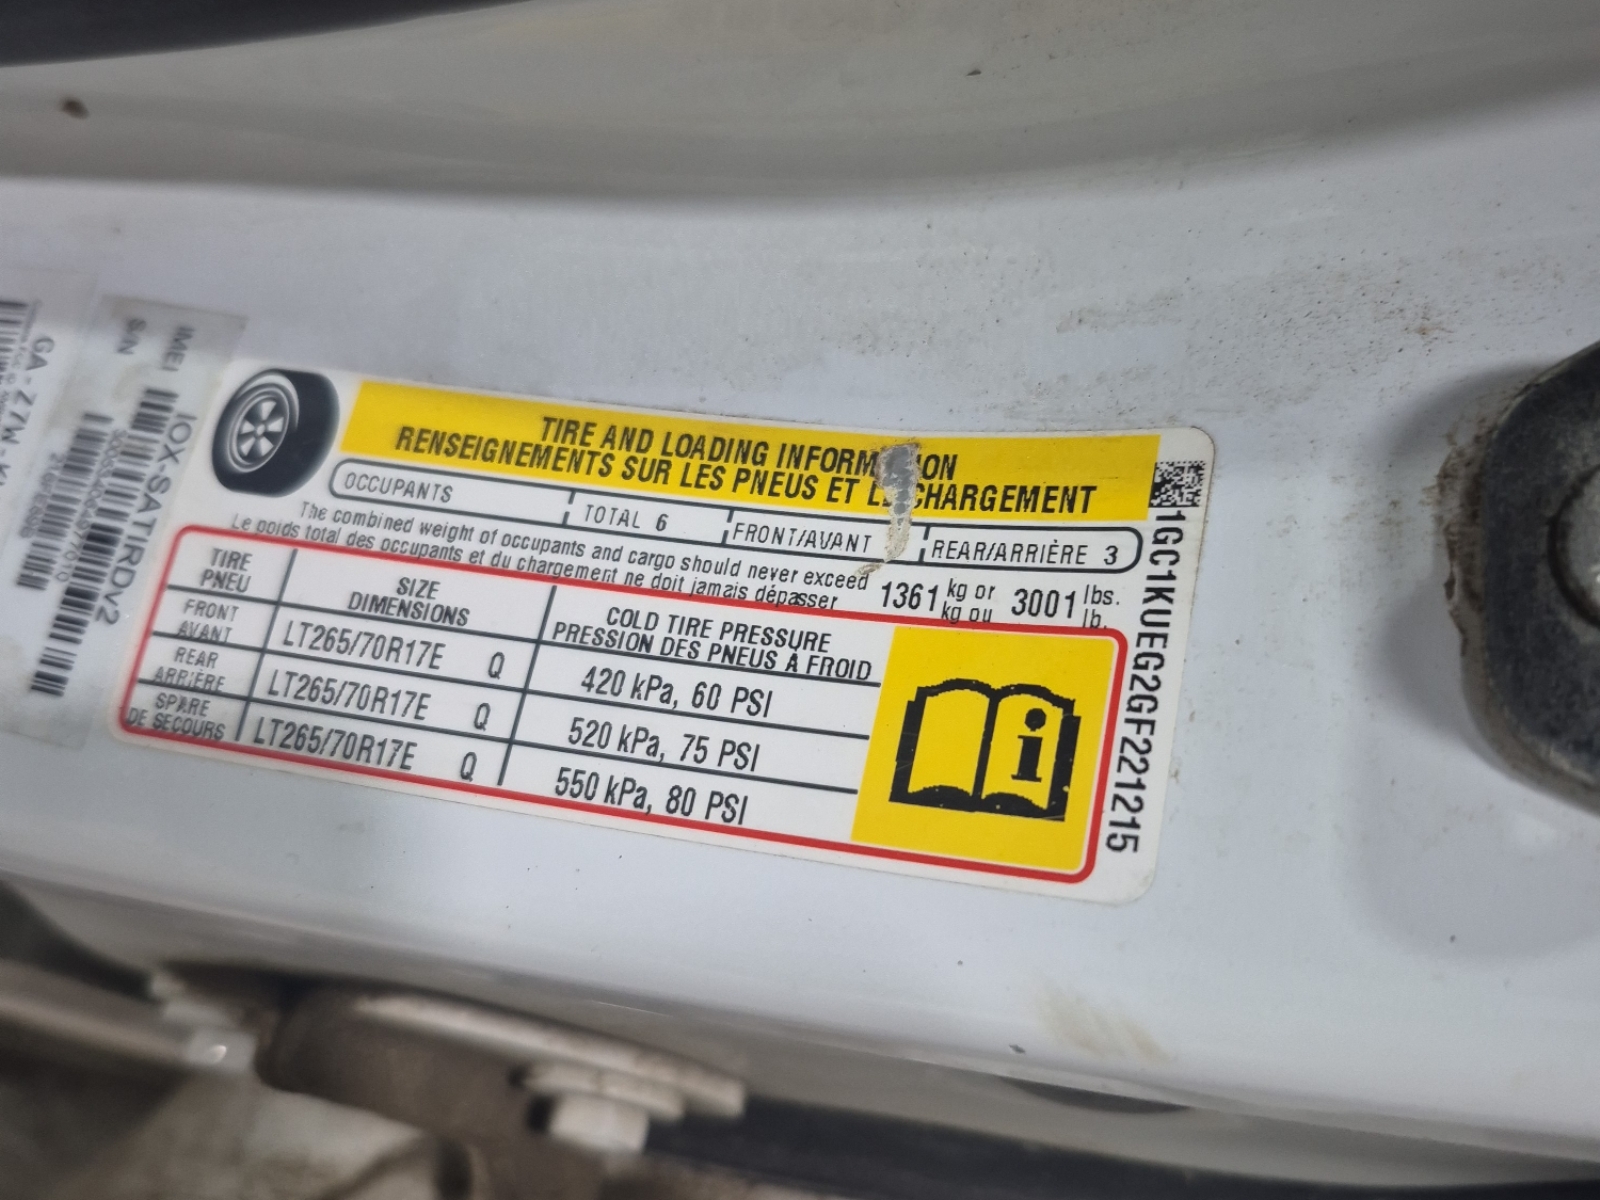 TIRE AND LOADING INFORM ON
RENSEIGNEMENTS SUR LES PNEUS ET L CHARGEMENT
OCCUPANTS TOTAL 6 FRONT/AVANT REAR/ARRIÈRE 3
The combined weight of occupants and cargo should never exceed 1361 kg or 3001 lbs.
Le poids total des occupants et du chargement ne doit jamais dépasser kg ou lb.
TIRE SIZE COLD TIRE PRESSURE
PNEU DIMENSIONS PRESSION DES PNEUS À FROID
FRONT
AVANT LT265/70R17E Q 420 kPa, 60 PSI
REAR
ARRIÈRE LT265/70R17E Q 520 kPa, 75 PSI
SPARE
DE SECOURS LT265/70R17E Q 550 kPa, 80 PSI
i
1GC1KUEG2GF221215
IOX-SATIRDV2
IMEI
S/N